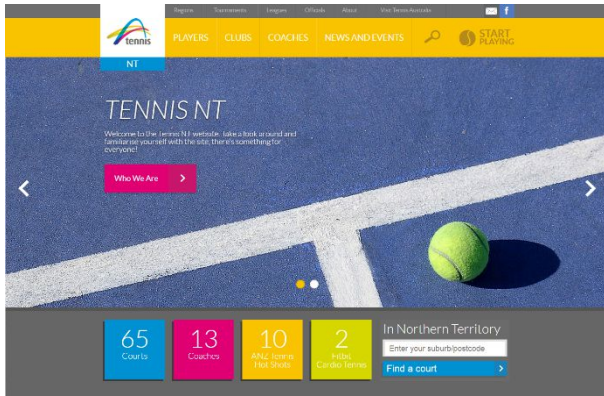 Regions Tournaments Leagues Officials About Visit Tennis Australia
tennis
NT
PLAYERS CLUBS COACHES NEWS AND EVENTS
START
PLAYING
TENNIS NT
Welcome to the Tennis NT website. Take a look around and
familiarise yourself with the site, there's something for
everyone!
Who We Are
65
Courts
13
Coaches
10
ANZ Tennis
Hot Shots
2
Fitbit
Cardio Tennis
In Northern Territory
Enter your suburb/postcode
Find a court